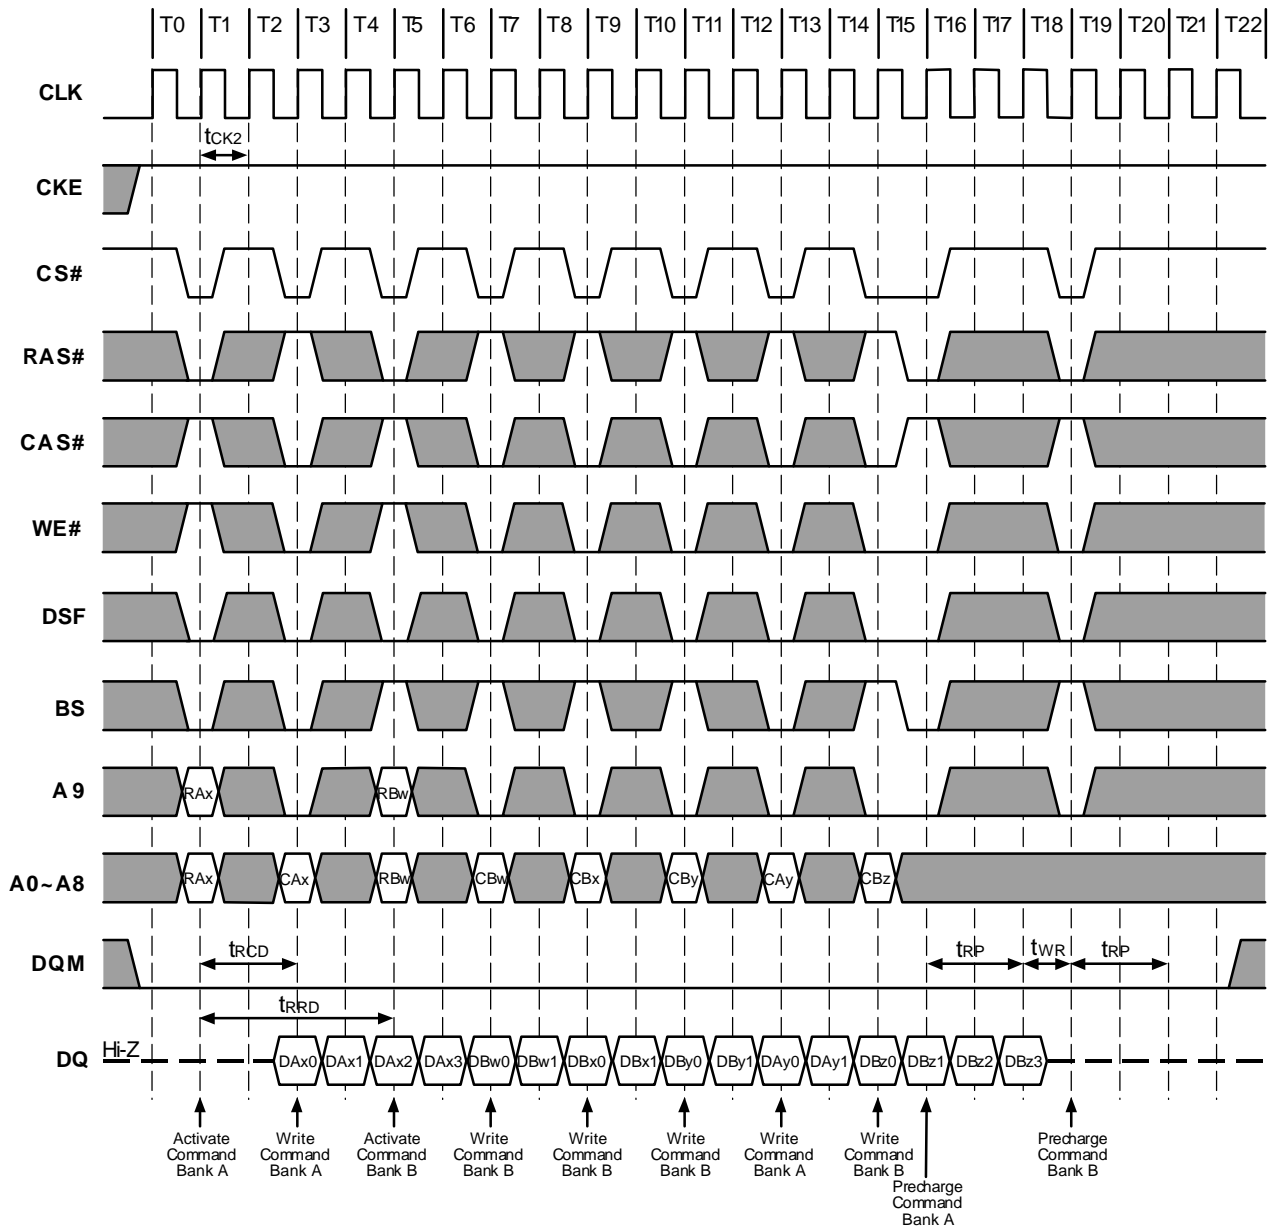 T0 T1 T2 T3 T4 T5 T6 T7 T8 T9 T10 T11 T12 T13 T14 T15 T16 T17 T18 T19 T20 T21 T22
CLK
tCK2
CKE
CS#
RAS#
CAS#
WE#
DSF
BS
A9
RAx RBw
A0~A8
RAx CAx RBw CBw CBx CBy CAy CBz
DQM
tRCD tRP tWR tRP
tRRD
DQ
Hi-Z
DAx0 DAx1 DAx2 DAx3 DBw0 DBw1 DBx0 DBx1 DBy0 DBy1 DAy0 DAy1 DBz0 DBz1 DBz2 DBz3
Activate
Command
Bank A
Write
Command
Bank A
Activate
Command
Bank B
Write
Command
Bank B
Write
Command
Bank B
Write
Command
Bank B
Write
Command
Bank A
Write
Command
Bank B
Precharge
Command
Bank A
Precharge
Command
Bank B